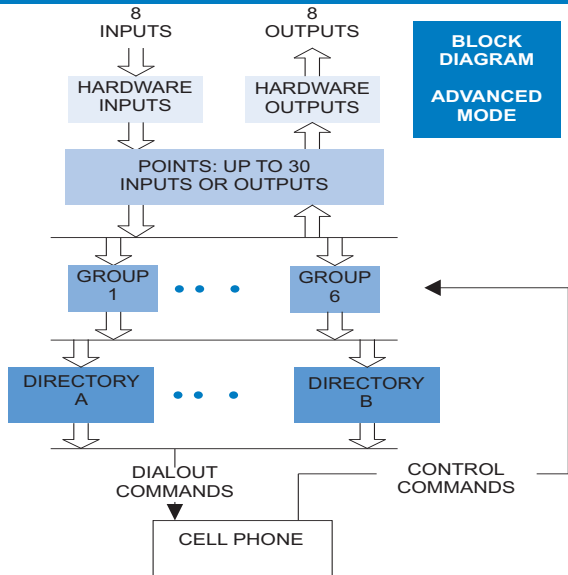 8
INPUTS
8
OUTPUTS
BLOCK
DIAGRAM
ADVANCED
MODE
HARDWARE
INPUTS
HARDWARE
OUTPUTS
POINTS: UP TO 30
INPUTS OR OUTPUTS
GROUP
1
GROUP
6
DIRECTORY
A
DIRECTORY
B
DIALOUT
COMMANDS
CONTROL
COMMANDS
CELL PHONE